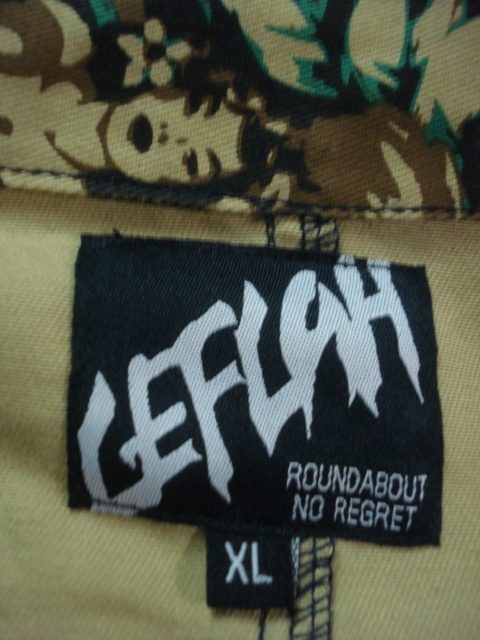 LEFLAH
ROUNDABOUT
NO REGRET
XL